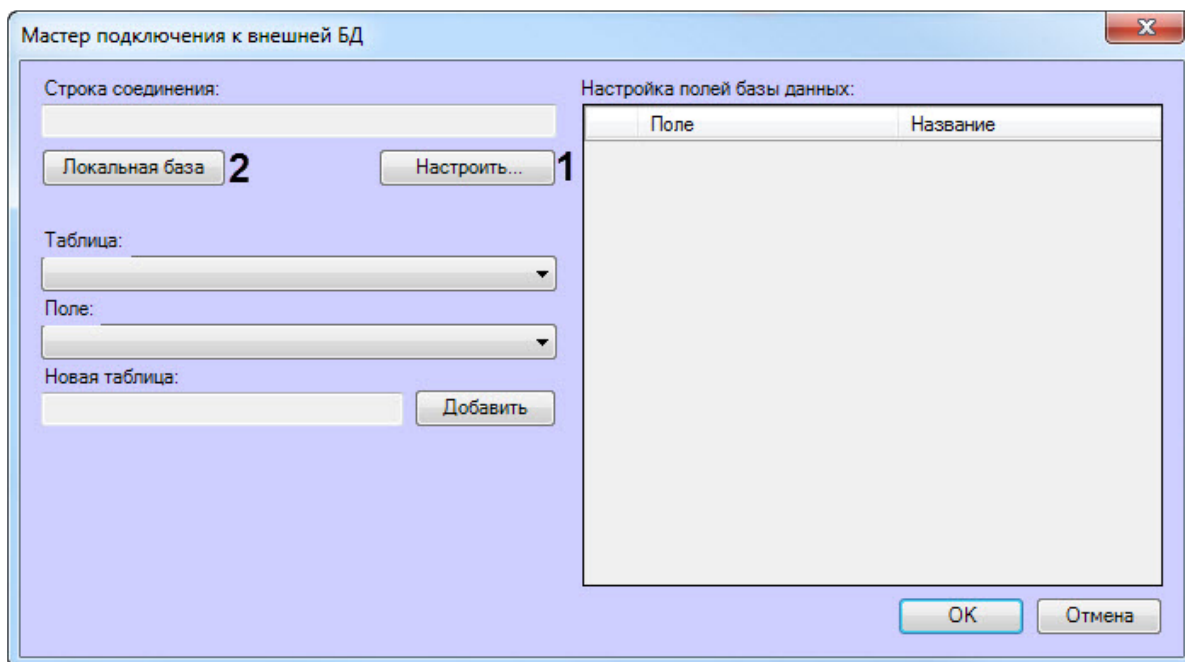 Мастер подключения к внешней БД
Строка соединения:
Локальная база 2 Настроить... 1
Таблица:
Поле:
Новая таблица:
Добавить
Настройка полей базы данных:
Поле Название
OK Отмена